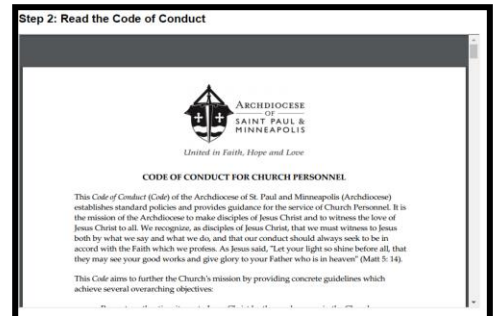 Step 2: Read the Code of Conduct
ARCHDIOCESE
OF
SAINT PAUL &
MINNEAPOLIS
United in Faith, Hope and Love
CODE OF CONDUCT FOR CHURCH PERSONNEL
This Code of Conduct (Code) of the Archdiocese of St. Paul and Minneapolis (Archdiocese)
establishes standard policies and provides guidance for the service of Church Personnel. It is
the mission of the Archdiocese to make disciples of Jesus Christ and to witness the love of
Jesus Christ to all. We recognize, as disciples of Jesus Christ, that we must witness to Jesus
both by what we say and what we do, and that our conduct should always seek to be in
accord with the Faith which we profess. As Jesus said, "Let your light so shine before all, that
they may see your good works and give glory to your Father who is in heaven" (Matt 5: 14).
This Code aims to further the Church's mission by providing concrete guidelines which
achieve several overarching objectives: